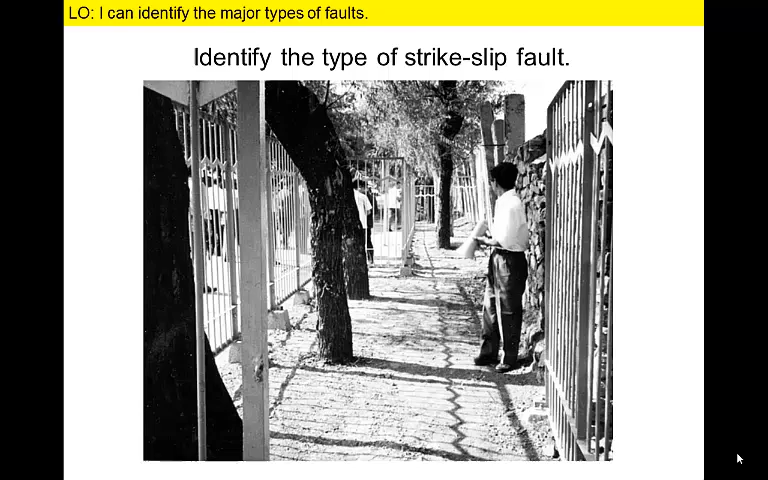 LO: I can identify the major types of faults.
Identify the type of strike-slip fault.